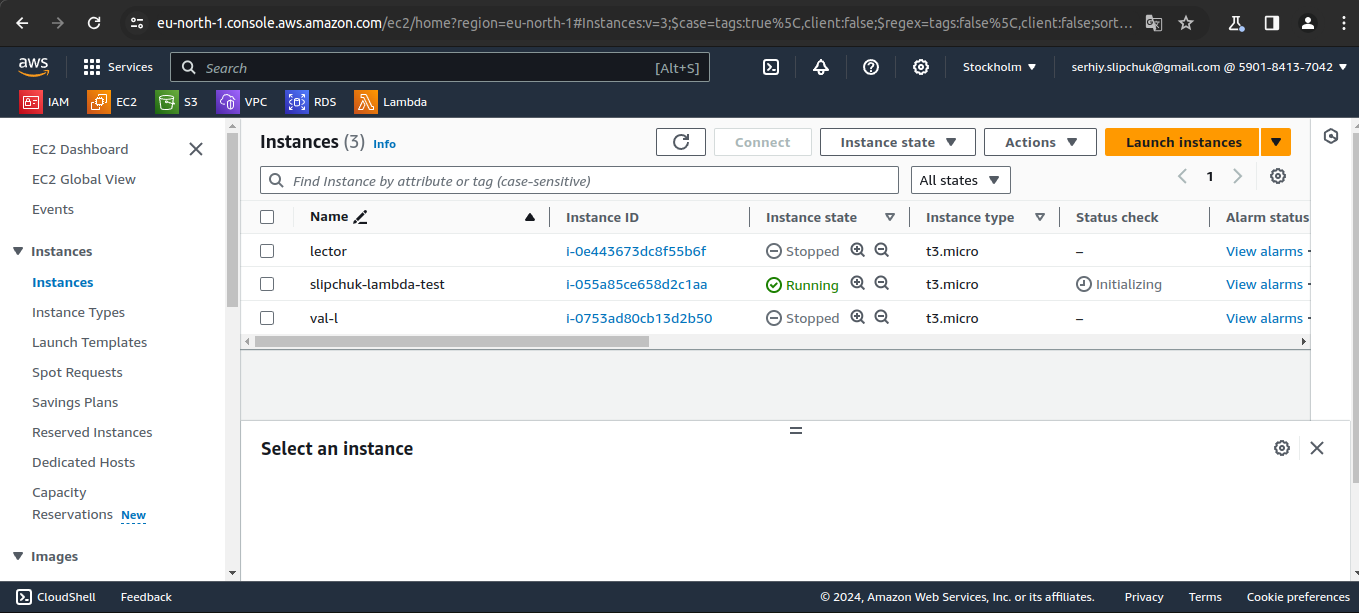 eu-north-1.console.aws.amazon.com/ec2/home?region=eu-north-1#Instances:v=3;$case=tags:true%5C,client:false;$regex=tags:false%5C,client:false;sort...
aws Services Search [Alt+S] Stockholm serhiy.slipchuk@gmail.com @ 5901-8413-7042
IAM EC2 S3 VPC RDS Lambda
EC2 Dashboard
EC2 Global View
Events
Instances
Instances
Instance Types
Launch Templates
Spot Requests
Savings Plans
Reserved Instances
Dedicated Hosts
Capacity
Reservations New
Images
Instances (3) Info Connect Instance state Actions Launch instances
Find Instance by attribute or tag (case-sensitive) All states 1
Name Instance ID Instance state Instance type Status check Alarm status
lector i-0e443673dc8f55b6f Stopped t3.micro – View alarms
slipchuk-lambda-test i-055a85ce658d2c1aa Running t3.micro Initializing View alarms
val-l i-0753ad80cb13d2b50 Stopped t3.micro – View alarms
Select an instance
CloudShell Feedback © 2024, Amazon Web Services, Inc. or its affiliates. Privacy Terms Cookie preferences